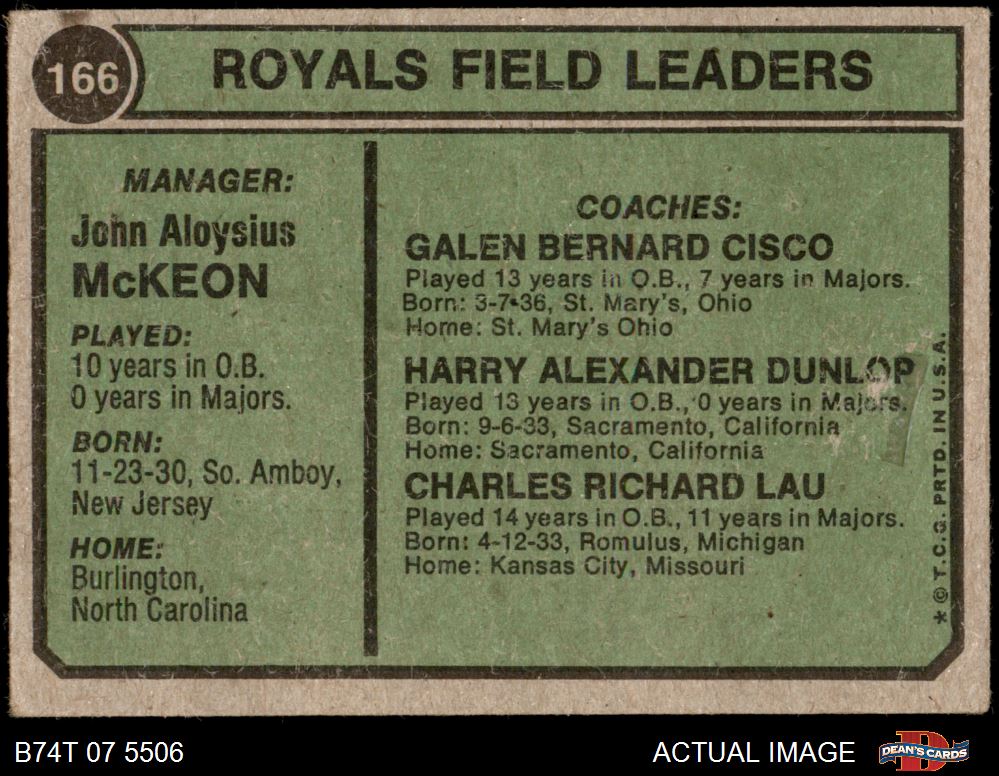 166
ROYALS FIELD LEADERS
MANAGER:
John Aloysius
McKEON
PLAYED:
10 years in O.B.
0 years in Majors.
BORN:
11-23-30, So. Amboy,
New Jersey
HOME:
Burlington,
North Carolina
COACHES:
GALEN BERNARD CISCO
Played 13 years in O.B., 7 years in Majors.
Born: 3-7-36, St. Mary's, Ohio
Home: St. Mary's Ohio
HARRY ALEXANDER DUNLOP
Played 13 years in O.B., 0 years in Majors.
Born: 9-6-33, Sacramento, California
Home: Sacramento, California
CHARLES RICHARD LAU
Played 14 years in O.B., 11 years in Majors.
Born: 4-12-33, Romulus, Michigan
Home: Kansas City, Missouri
* © T.C.G. PRTD. IN U.S.A.
B74T 07 5506
ACTUAL IMAGE
D
DEAN'S CARDS